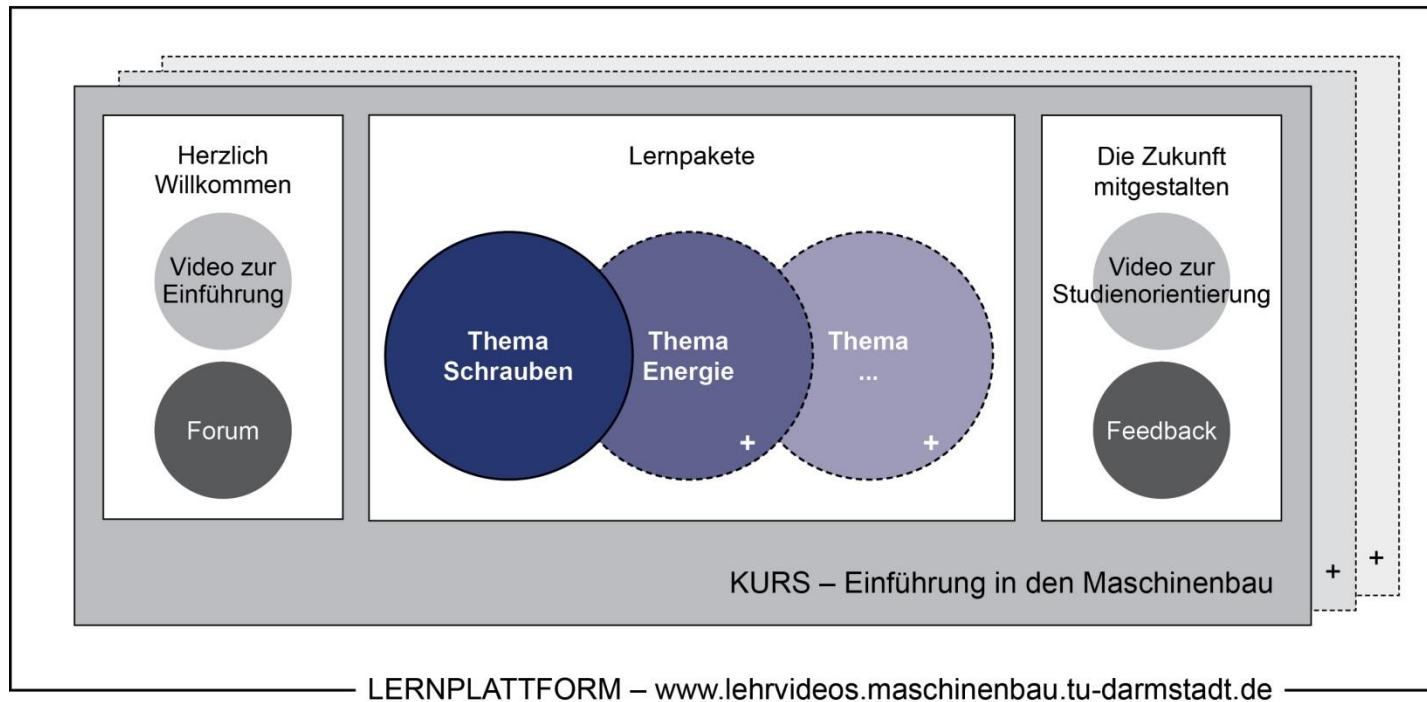 Herzlich
Willkommen
Video zur
Einführung
Forum
Lernpakete
Thema
Schrauben
Thema
Energie
+
Thema
...
+
Die Zukunft
mitgestalten
Video zur
Studienorientierung
Feedback
KURS – Einführung in den Maschinenbau
+
+
LERNPLATTFORM – www.lehrvideos.maschinenbau.tu-darmstadt.de